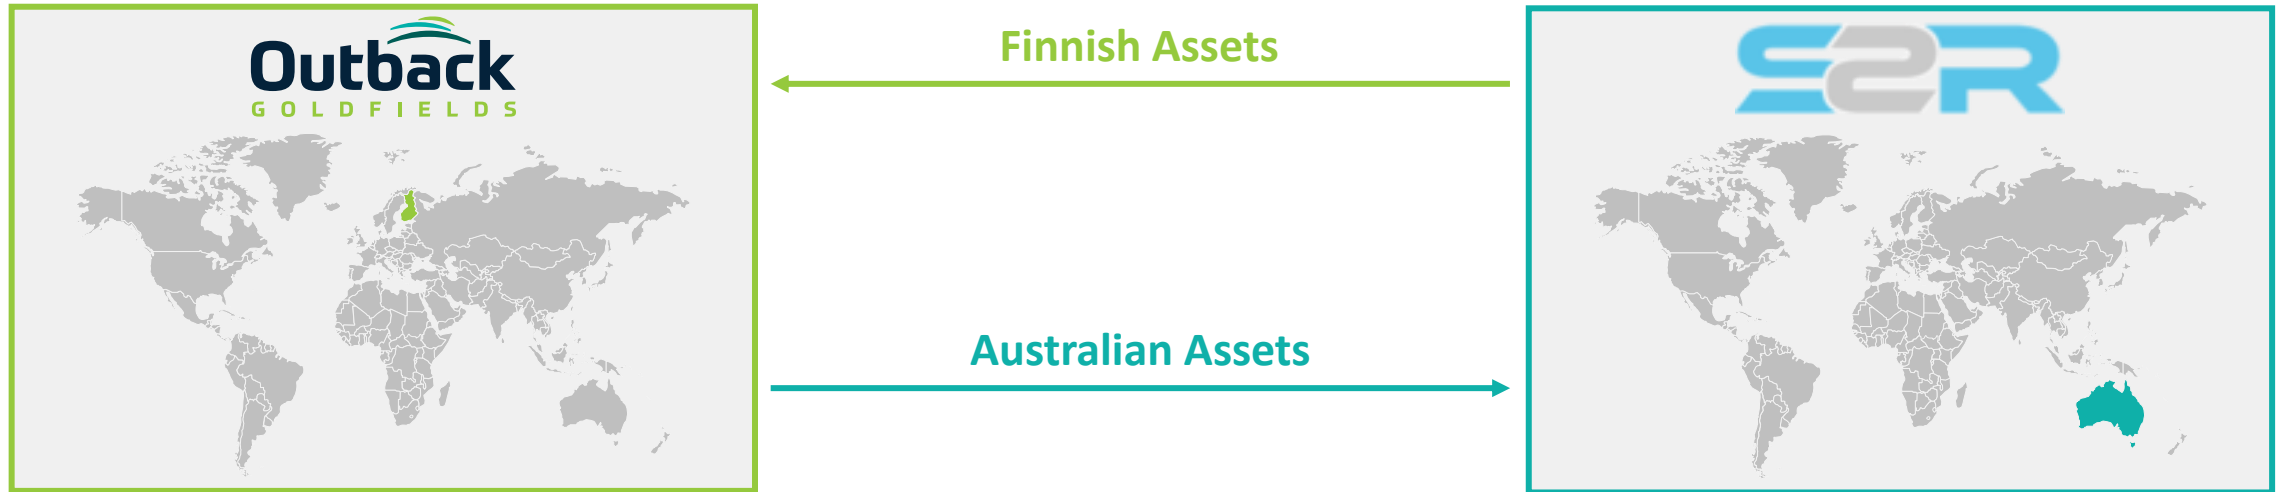 Outback
GOLDFIELDS
Finnish Assets
S2R
Australian Assets